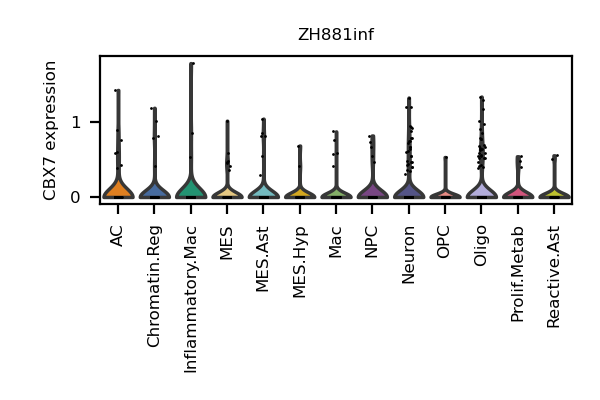 ZH881inf
CBX7 expression
1
0
AC
Chromatin.Reg
Inflammatory.Mac
MES
MES.Ast
MES.Hyp
Mac
NPC
Neuron
OPC
Oligo
Prolif.Metab
Reactive.Ast